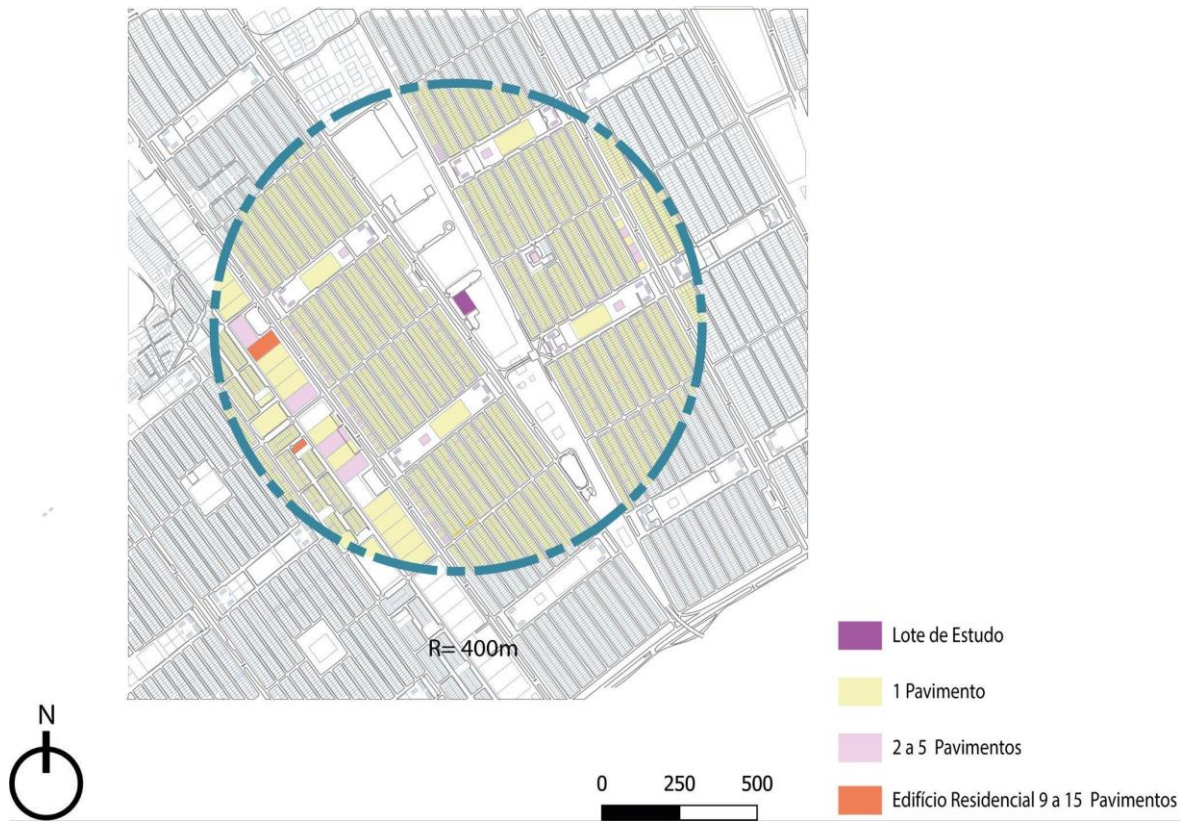 R= 400m
N
0 250 500
Lote de Estudo
1 Pavimento
2 a 5 Pavimentos
Edifício Residencial 9 a 15 Pavimentos